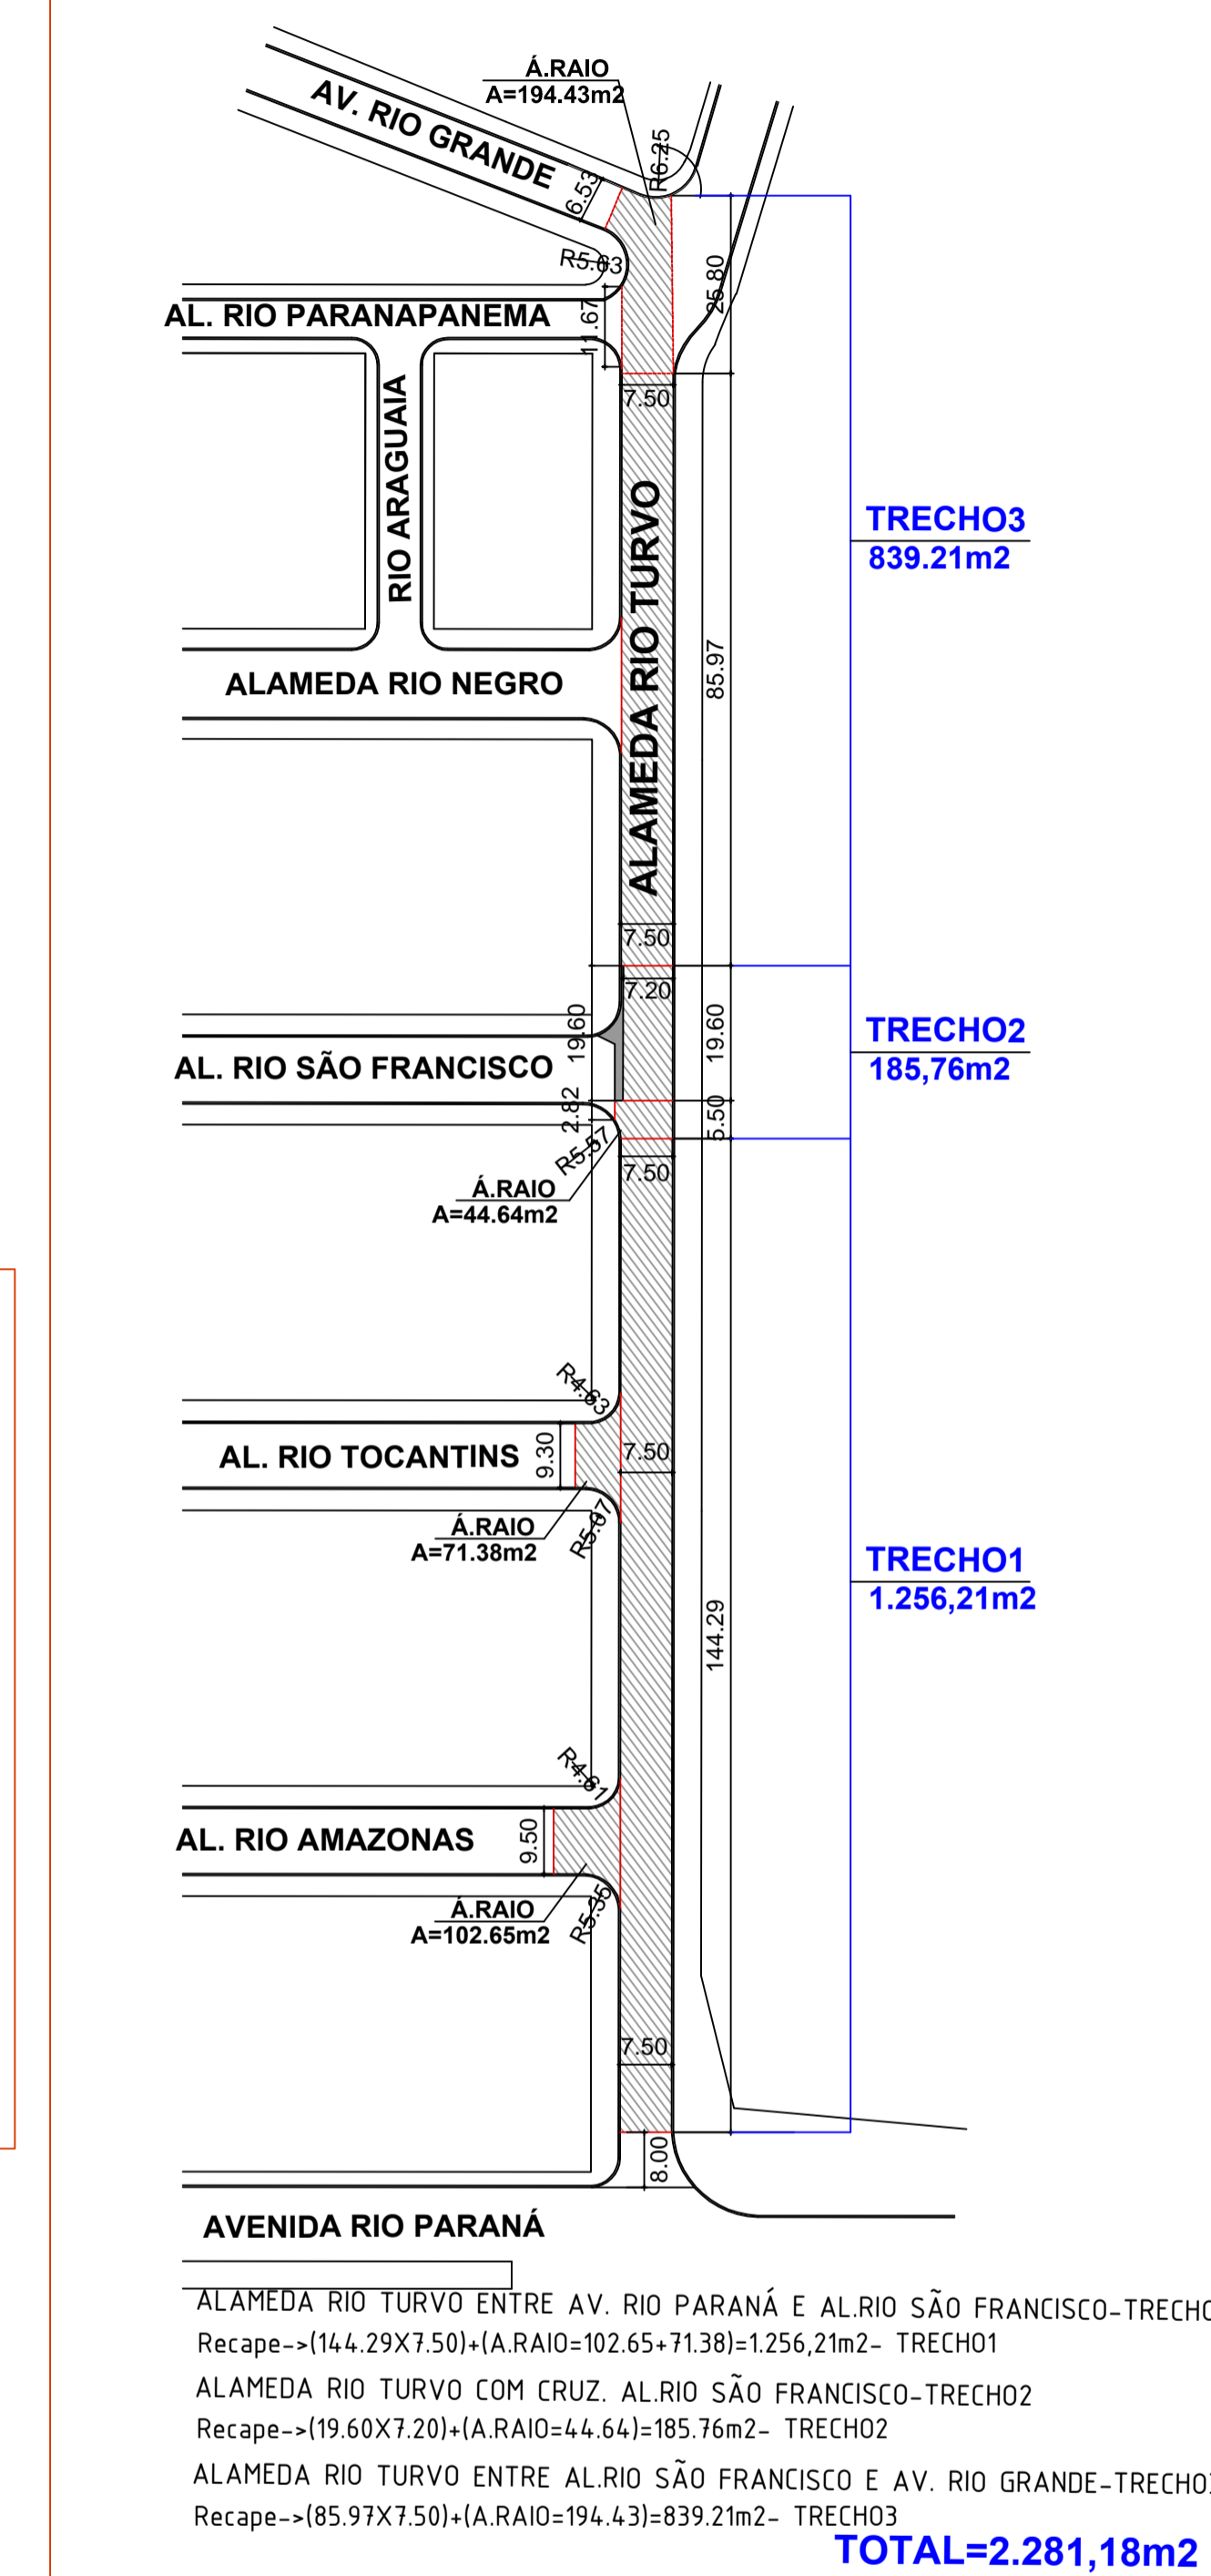 Á.RAIO
A=194.43m2
AV. RIO GRANDE
6.53
R6.25
R5.63
25.80
AL. RIO PARANAPANEMA
11.67
7.50
RIO ARAGUAIA
ALAMEDA RIO TURVO
TRECHO3
839.21m2
85.97
ALAMEDA RIO NEGRO
7.50
7.20
19.60
19.60
TRECHO2
185,76m2
AL. RIO SÃO FRANCISCO
2.82
5.50
R5.57
7.50
Á.RAIO
A=44.64m2
R4.63
AL. RIO TOCANTINS
9.30
7.50
Á.RAIO
A=71.38m2
R5.07
TRECHO1
1.256,21m2
144.29
R4.61
AL. RIO AMAZONAS
9.50
Á.RAIO
A=102.65m2
R5.35
7.50
8.00
AVENIDA RIO PARANÁ
ALAMEDA RIO TURVO ENTRE AV. RIO PARANÁ E AL.RIO SÃO FRANCISCO-TRECHO
Recape->(144.29X7.50)+(A.RAIO=102.65+71.38)=1.256,21m2- TRECHO1
ALAMEDA RIO TURVO COM CRUZ. AL.RIO SÃO FRANCISCO-TRECHO2
Recape->(19.60X7.20)+(A.RAIO=44.64)=185.76m2- TRECHO2
ALAMEDA RIO TURVO ENTRE AL.RIO SÃO FRANCISCO E AV. RIO GRANDE-TRECHO3
Recape->(85.97X7.50)+(A.RAIO=194.43)=839.21m2- TRECHO3
TOTAL=2.281,18m2